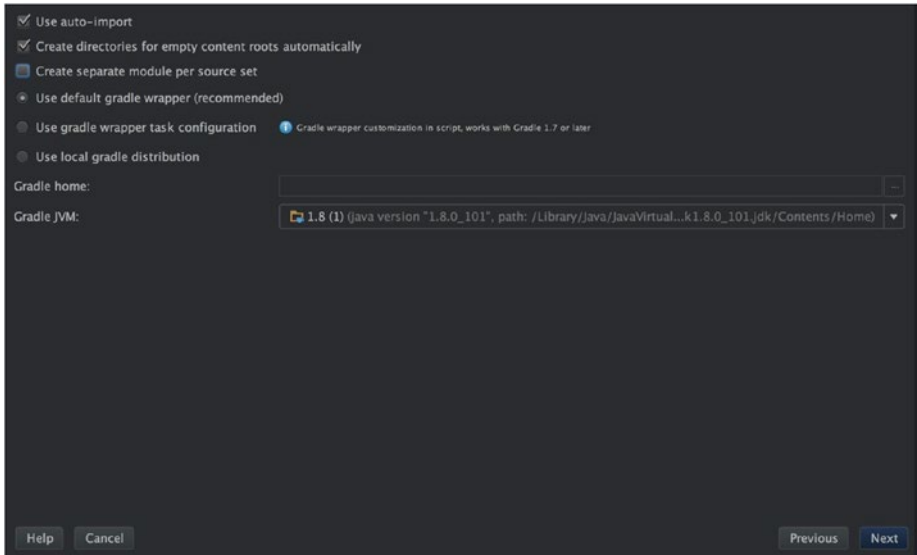 Use auto-import
Create directories for empty content roots automatically
Create separate module per source set
Use default gradle wrapper (recommended)
Use gradle wrapper task configuration Gradle wrapper customization in script, works with Gradle 1.7 or later
Use local gradle distribution
Gradle home: ...
Gradle JVM: 1.8 (1) (java version "1.8.0_101", path: /Library/Java/JavaVirtual...k1.8.0_101.jdk/Contents/Home)
Help Cancel Previous Next